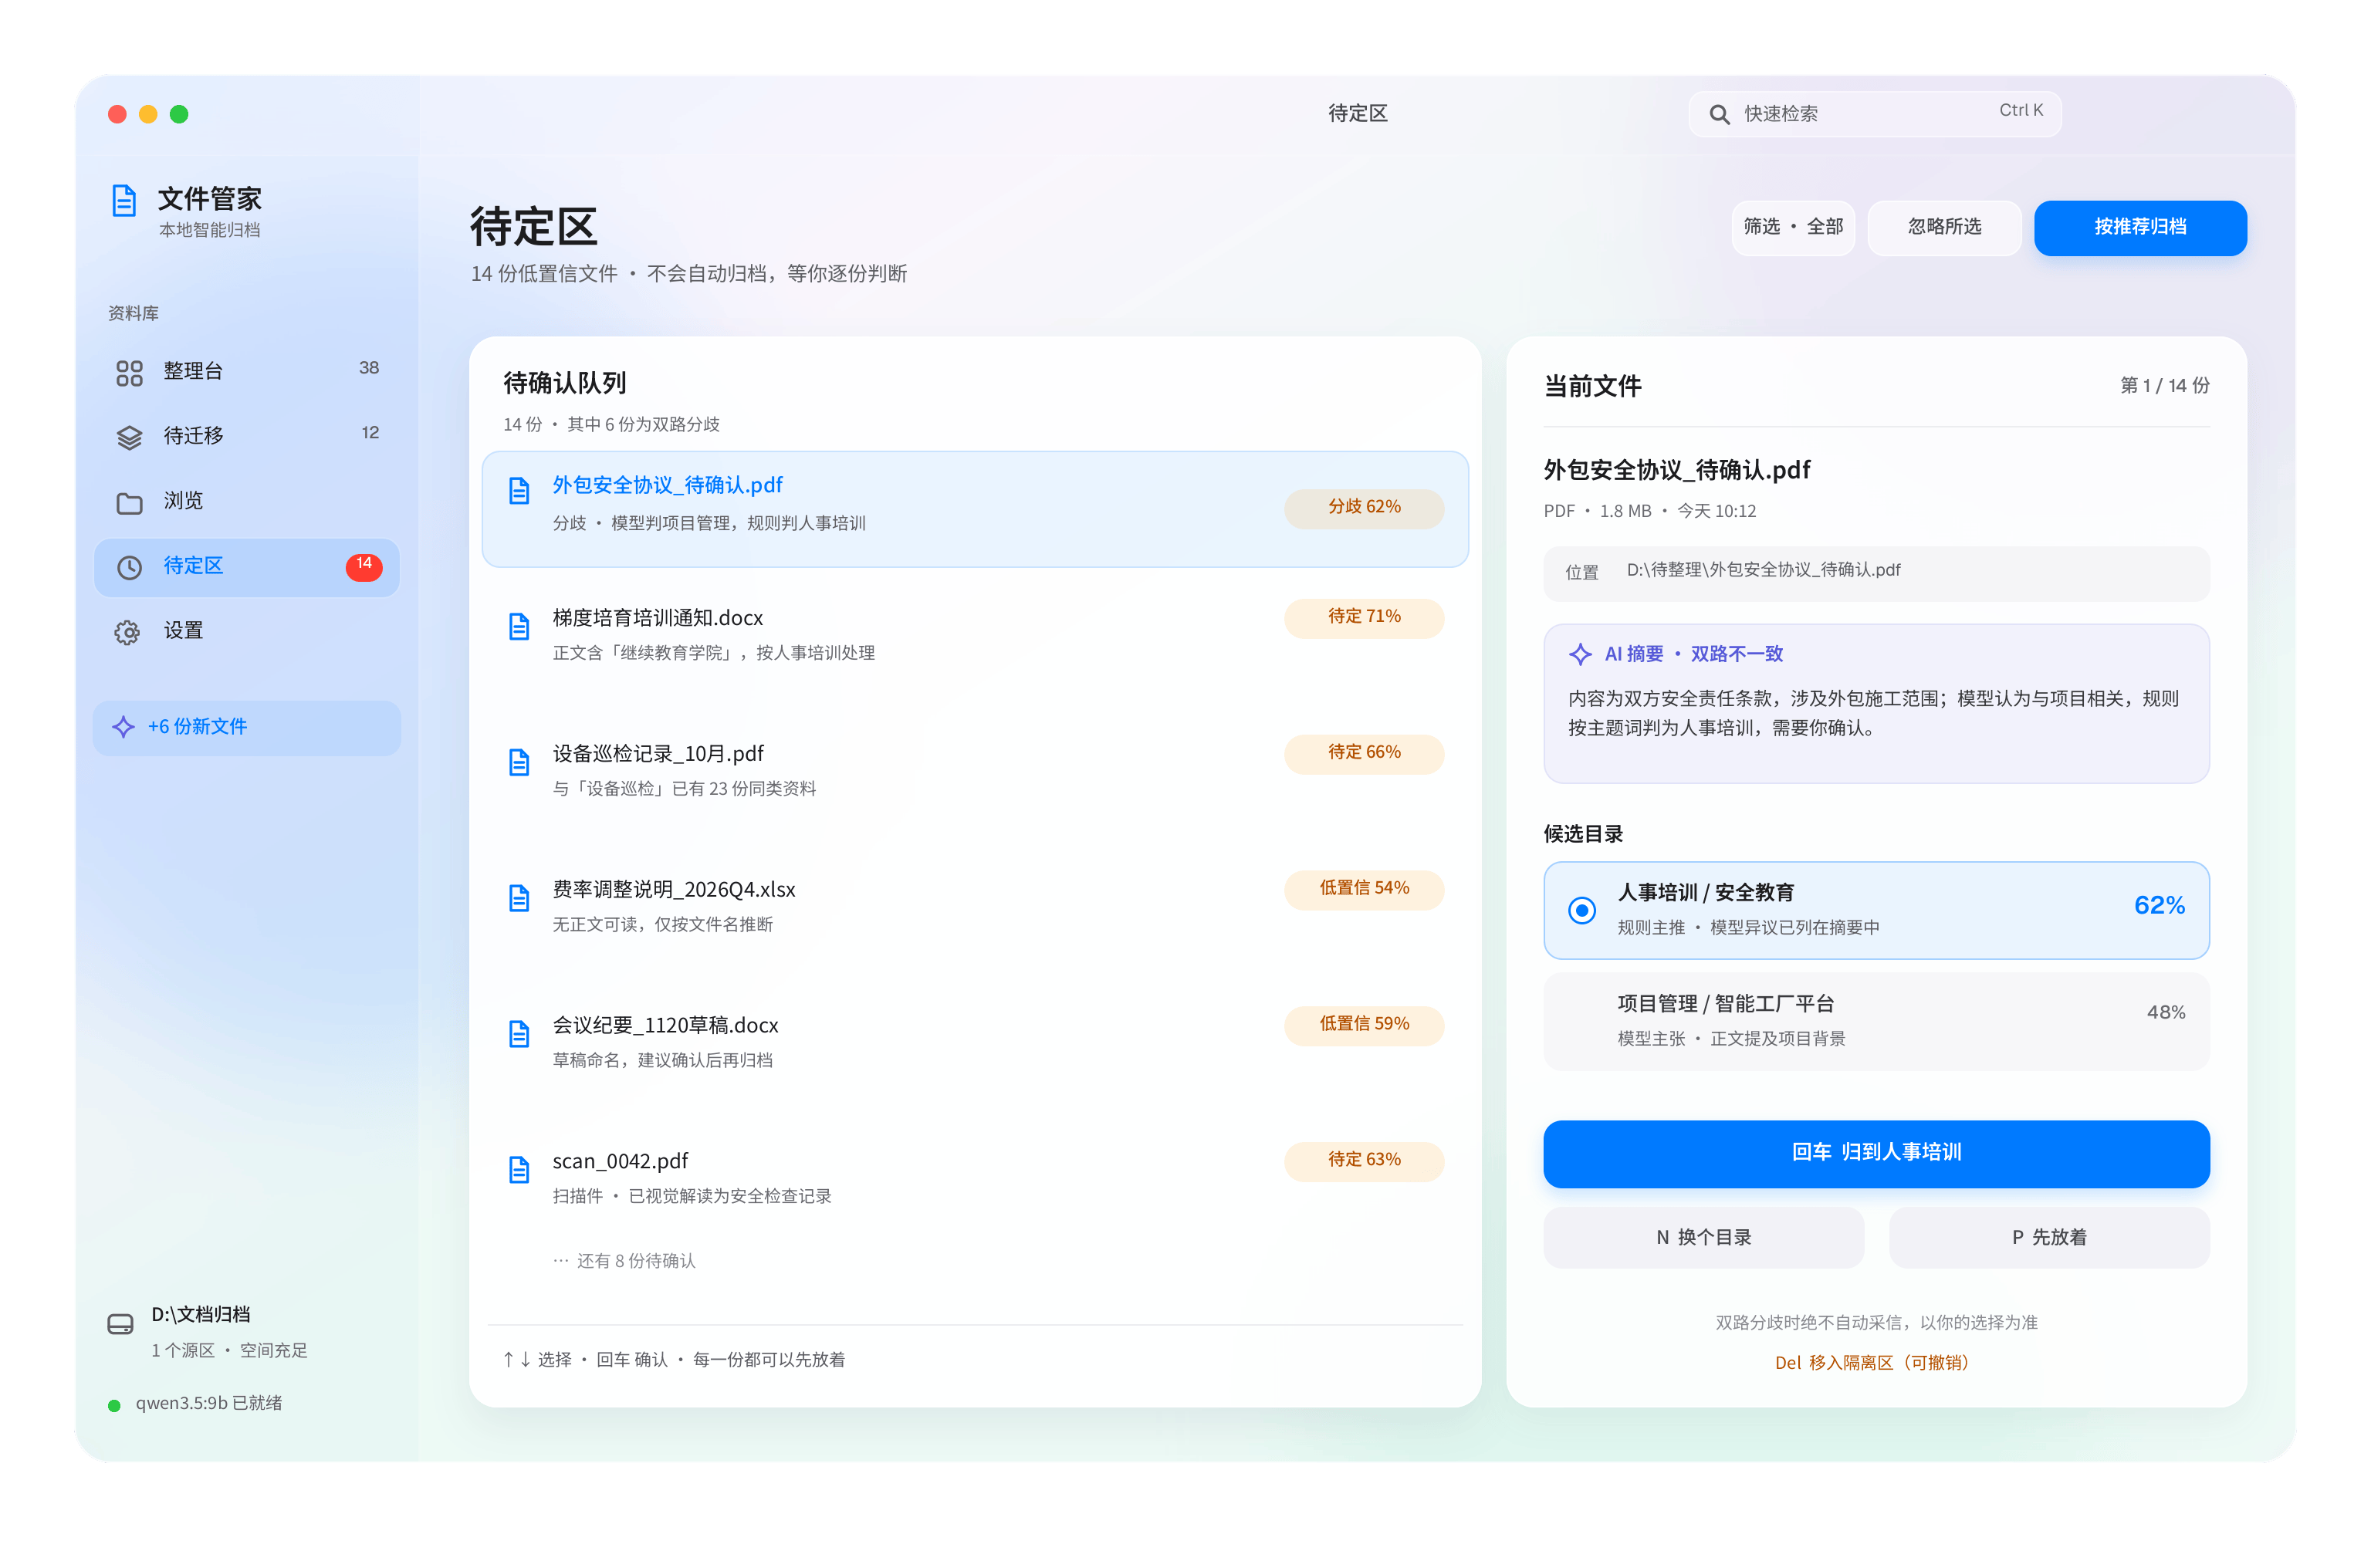 待定区
快速检索
Ctrl K
文件管家
本地智能归档
资料库
整理台
38
待迁移
12
浏览
待定区
14
设置
+6 份新文件
D:\文档归档
1 个源区 · 空间充足
qwen3.5:9b 已就绪
待定区
14 份低置信文件 · 不会自动归档，等你逐份判断
筛选 · 全部
忽略所选
按推荐归档
待确认队列
14 份 · 其中 6 份为双路分歧
外包安全协议_待确认.pdf
分歧 · 模型判项目管理，规则判人事培训
分歧 62%
梯度培育培训通知.docx
正文含「继续教育学院」，按人事培训处理
待定 71%
设备巡检记录_10月.pdf
与「设备巡检」已有 23 份同类资料
待定 66%
费率调整说明_2026Q4.xlsx
无正文可读，仅按文件名推断
低置信 54%
会议纪要_1120草稿.docx
草稿命名，建议确认后再归档
低置信 59%
scan_0042.pdf
扫描件 · 已视觉解读为安全检查记录
待定 63%
··· 还有 8 份待确认
↑↓ 选择 · 回车 确认 · 每一份都可以先放着
当前文件
第 1 / 14 份
外包安全协议_待确认.pdf
PDF · 1.8 MB · 今天 10:12
位置
D:\待整理\外包安全协议_待确认.pdf
AI 摘要 · 双路不一致
内容为双方安全责任条款，涉及外包施工范围；模型认为与项目相关，规则
按主题词判为人事培训，需要你确认。
候选目录
人事培训 / 安全教育
规则主推 · 模型异议已列在摘要中
62%
项目管理 / 智能工厂平台
模型主张 · 正文提及项目背景
48%
回车 归到人事培训
N 换个目录
P 先放着
双路分歧时绝不自动采信，以你的选择为准
Del 移入隔离区（可撤销）